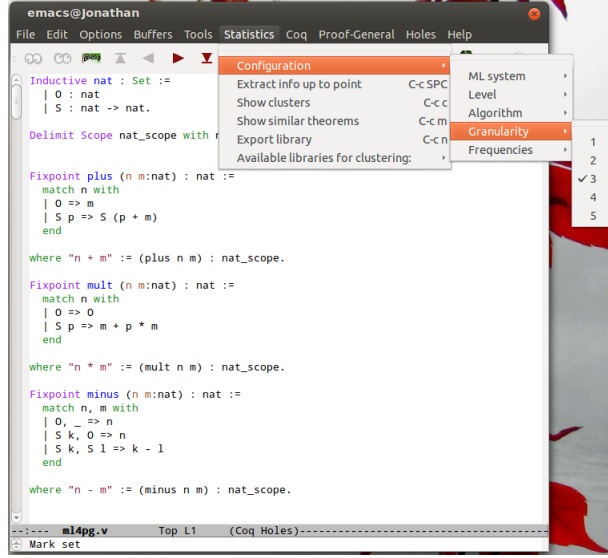 emacs@Jonathan
File Edit Options Buffers Tools Statistics Coq Proof-General Holes Help
Configuration
Extract info up to point C-c SPC
Show clusters C-c c
Show similar theorems C-c m
Export library C-c n
Available libraries for clustering:
ML system
Level
Algorithm
Granularity
Frequencies
1
2
✓ 3
4
5
Inductive nat : Set :=
| O : nat
| S : nat -> nat.
Delimit Scope nat_scope with
Fixpoint plus (n m:nat) : nat :=
match n with
| O => m
| S p => S (p + m)
end
where "n + m" := (plus n m) : nat_scope.
Fixpoint mult (n m:nat) : nat :=
match n with
| O => O
| S p => m + p * m
end
where "n * m" := (mult n m) : nat_scope.
Fixpoint minus (n m:nat) : nat :=
match n, m with
| O, _ => n
| S k, O => n
| S k, S l => k - l
end
where "n - m" := (minus n m) : nat_scope.
--:--- ml4pg.v Top L1 (Coq Holes)----------------------------------
Mark set